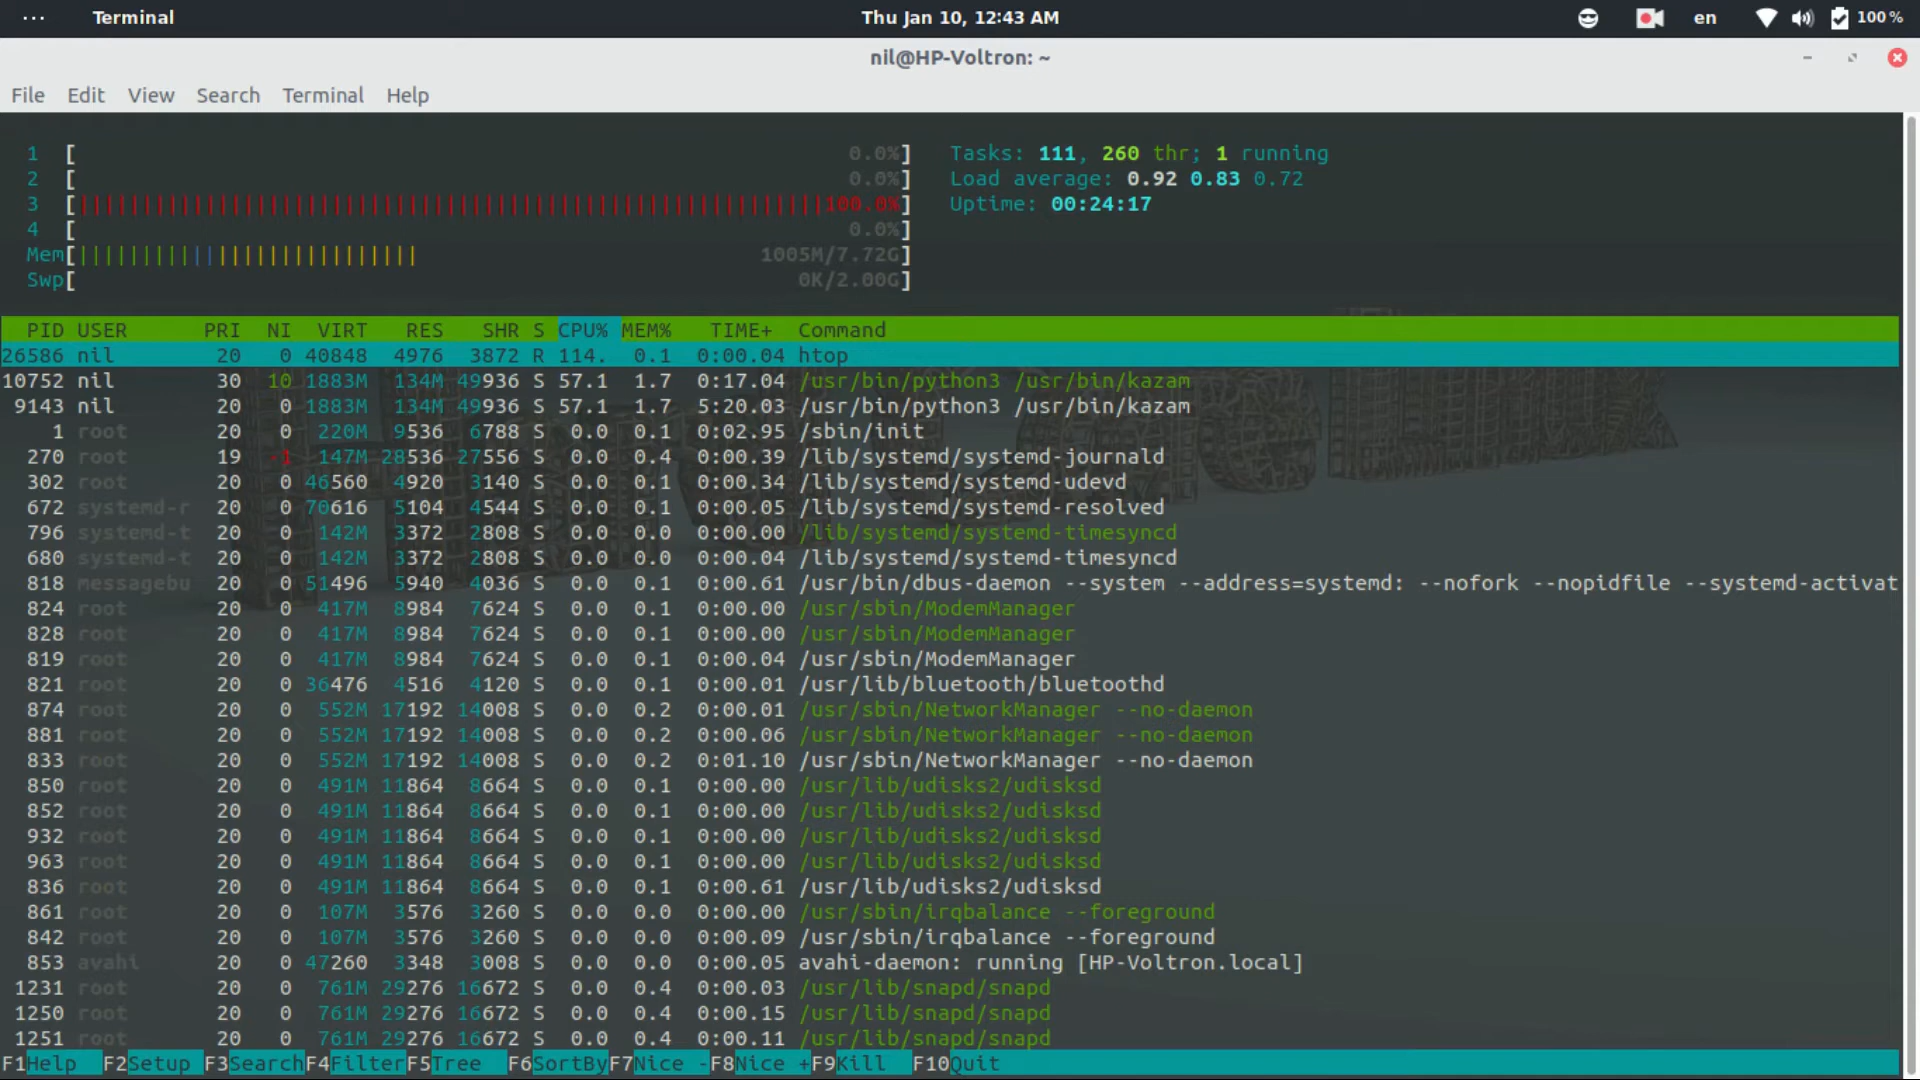 ··· Terminal Thu Jan 10, 12:43 AM en 100 %
nil@HP-Voltron: ~
File Edit View Search Terminal Help
1 [ 0.0%] Tasks: 111, 260 thr; 1 running
2 [ 0.0%] Load average: 0.92 0.83 0.72
3 [||||||||||||||||||||||||||||||||||||||||||||||||||||||||||||100.0%] Uptime: 00:24:17
4 [ 0.0%]
Mem[||||||||||||||||||||||||||| 1005M/7.72G]
Swp[ 0K/2.00G]
PID USER PRI NI VIRT RES SHR S CPU% MEM% TIME+ Command
26586 nil 20 0 40848 4976 3872 R 114. 0.1 0:00.04 htop
10752 nil 30 10 1883M 134M 49936 S 57.1 1.7 0:17.04 /usr/bin/python3 /usr/bin/kazam
9143 nil 20 0 1883M 134M 49936 S 57.1 1.7 5:20.03 /usr/bin/python3 /usr/bin/kazam
1 root 20 0 220M 9536 6788 S 0.0 0.1 0:02.95 /sbin/init
270 root 19 -1 147M 28536 27556 S 0.0 0.4 0:00.39 /lib/systemd/systemd-journald
302 root 20 0 46560 4920 3140 S 0.0 0.1 0:00.34 /lib/systemd/systemd-udevd
672 systemd-r 20 0 70616 5104 4544 S 0.0 0.1 0:00.05 /lib/systemd/systemd-resolved
796 systemd-t 20 0 142M 3372 2808 S 0.0 0.0 0:00.00 /lib/systemd/systemd-timesyncd
680 systemd-t 20 0 142M 3372 2808 S 0.0 0.0 0:00.04 /lib/systemd/systemd-timesyncd
818 messagebu 20 0 51496 5940 4036 S 0.0 0.1 0:00.61 /usr/bin/dbus-daemon --system --address=systemd: --nofork --nopidfile --systemd-activat
824 root 20 0 417M 8984 7624 S 0.0 0.1 0:00.00 /usr/sbin/ModemManager
828 root 20 0 417M 8984 7624 S 0.0 0.1 0:00.00 /usr/sbin/ModemManager
819 root 20 0 417M 8984 7624 S 0.0 0.1 0:00.04 /usr/sbin/ModemManager
821 root 20 0 36476 4516 4120 S 0.0 0.1 0:00.01 /usr/lib/bluetooth/bluetoothd
874 root 20 0 552M 17192 14008 S 0.0 0.2 0:00.01 /usr/sbin/NetworkManager --no-daemon
881 root 20 0 552M 17192 14008 S 0.0 0.2 0:00.06 /usr/sbin/NetworkManager --no-daemon
833 root 20 0 552M 17192 14008 S 0.0 0.2 0:01.10 /usr/sbin/NetworkManager --no-daemon
850 root 20 0 491M 11864 8664 S 0.0 0.1 0:00.00 /usr/lib/udisks2/udisksd
852 root 20 0 491M 11864 8664 S 0.0 0.1 0:00.00 /usr/lib/udisks2/udisksd
932 root 20 0 491M 11864 8664 S 0.0 0.1 0:00.00 /usr/lib/udisks2/udisksd
963 root 20 0 491M 11864 8664 S 0.0 0.1 0:00.00 /usr/lib/udisks2/udisksd
836 root 20 0 491M 11864 8664 S 0.0 0.1 0:00.61 /usr/lib/udisks2/udisksd
861 root 20 0 107M 3576 3260 S 0.0 0.0 0:00.00 /usr/sbin/irqbalance --foreground
842 root 20 0 107M 3576 3260 S 0.0 0.0 0:00.09 /usr/sbin/irqbalance --foreground
853 avahi 20 0 47260 3348 3008 S 0.0 0.0 0:00.05 avahi-daemon: running [HP-Voltron.local]
1231 root 20 0 761M 29276 16672 S 0.0 0.4 0:00.03 /usr/lib/snapd/snapd
1250 root 20 0 761M 29276 16672 S 0.0 0.4 0:00.15 /usr/lib/snapd/snapd
1251 root 20 0 761M 29276 16672 S 0.0 0.4 0:00.11 /usr/lib/snapd/snapd
F1Help F2Setup F3SearchF4FilterF5Tree F6SortByF7Nice -F8Nice +F9Kill F10Quit